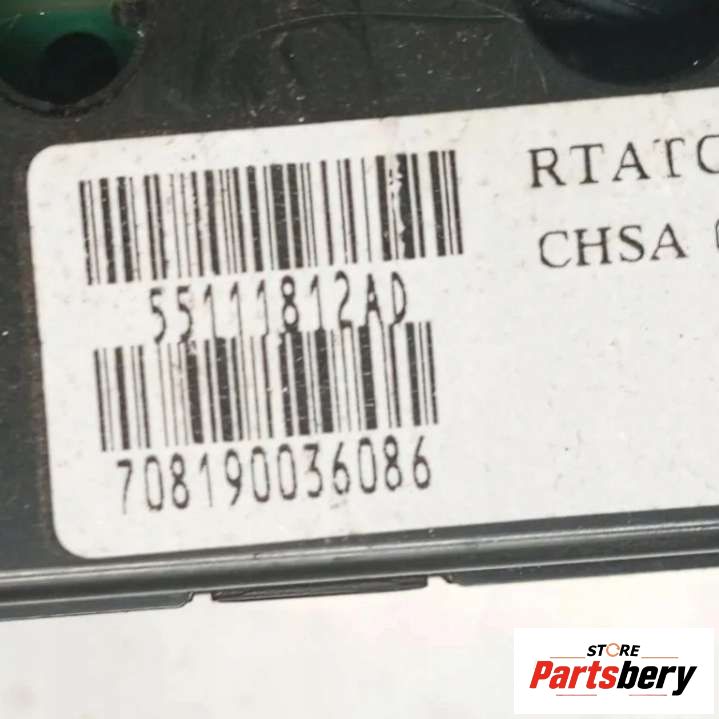 RTATC
CHSA
55111812AD
708190036086
STORE
Partsbery